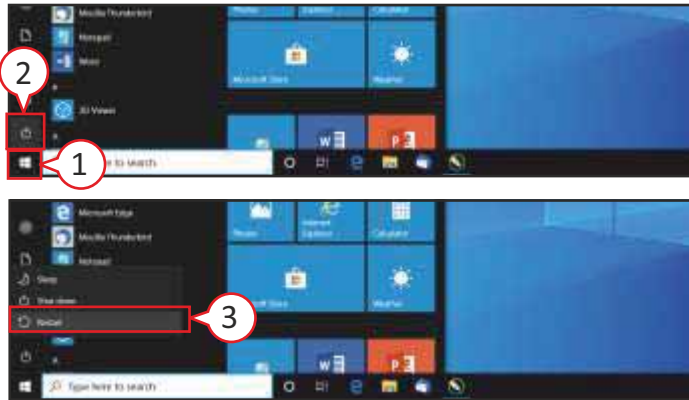 Mozilla Thunderbird
Notepad
2
Microsoft Store
Weather
3D Viewer
W
P
1
here to search
Microsoft Edge
Mozilla Thunderbird
Photos
Internet
Explorer
Calculator
Notepad
Sleep
Shut down
Microsoft Store
Weather
Restart
3
W
P
Type here to search